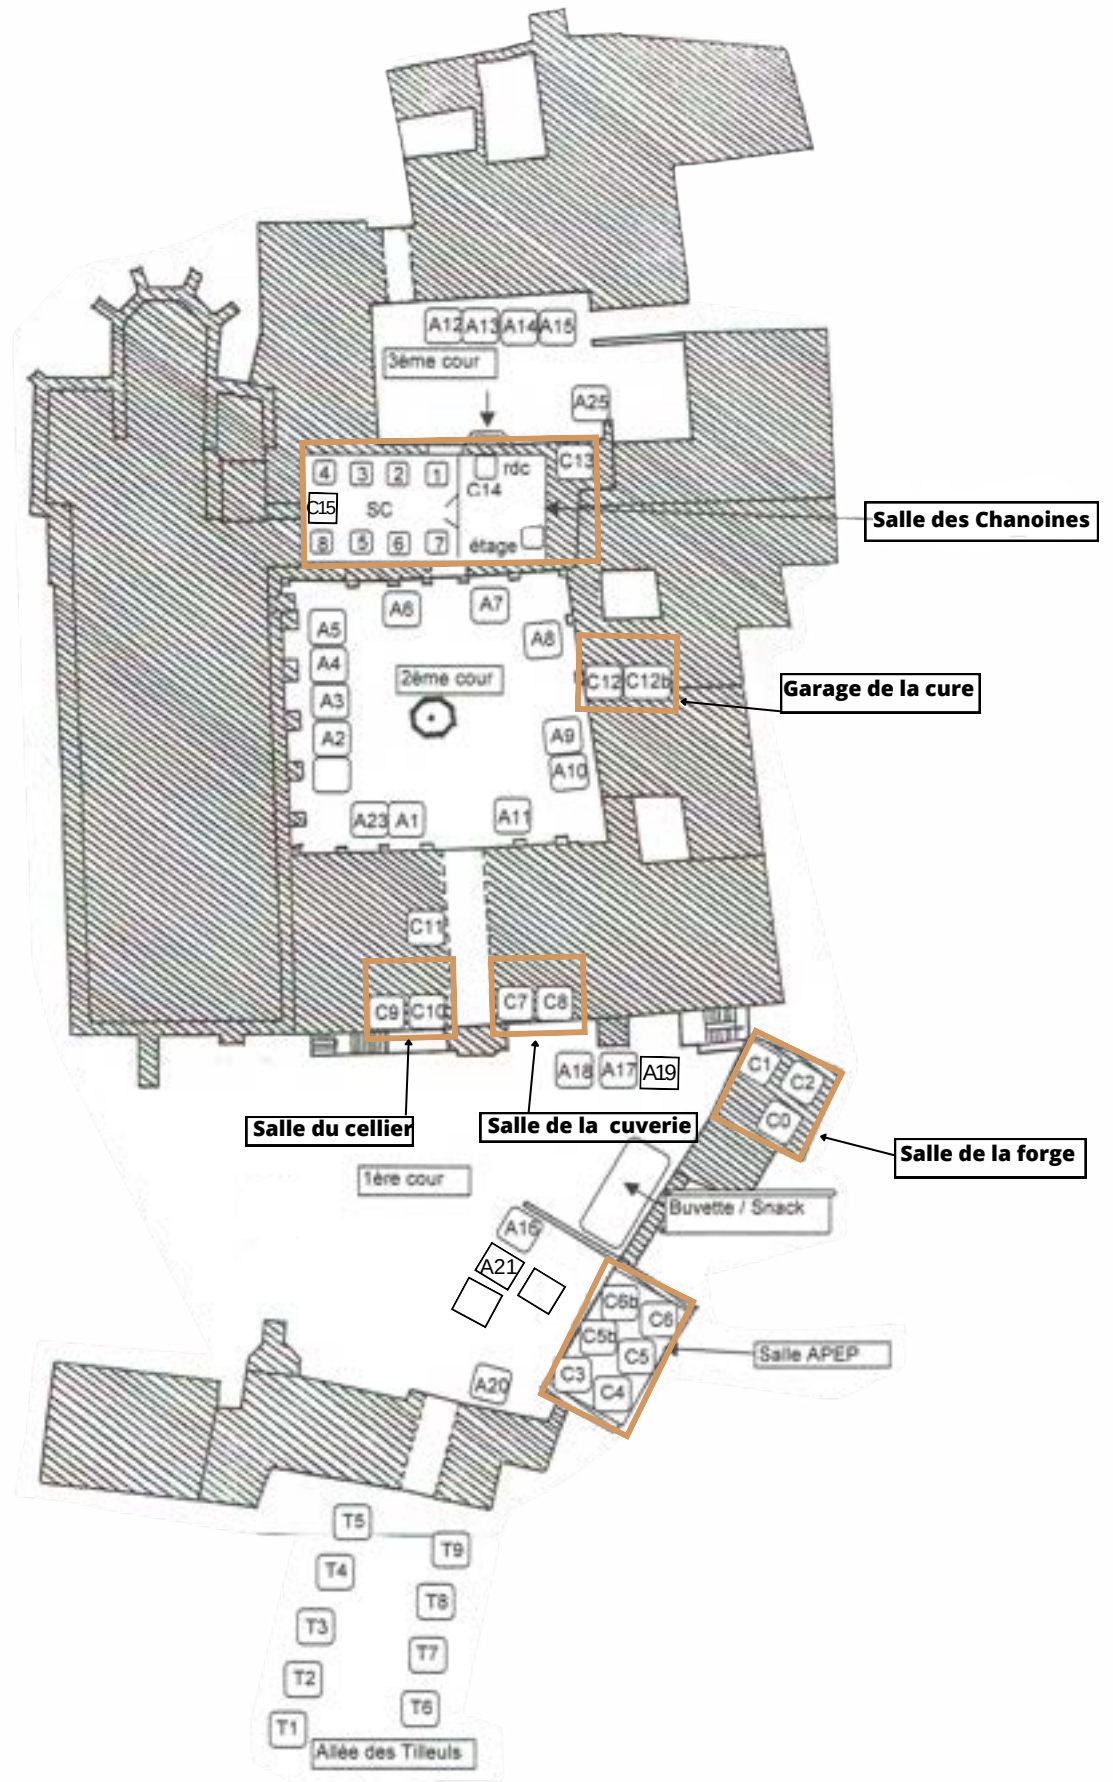 A12 A13 A14 A15
3ème cour
A25
C13
4 3 2 1 rdc
C14
C15 SC
Salle des Chanoines
8 5 6 7 étage
A6 A7
A5 A8
A4
2ème cour
C12 C12b
Garage de la cure
A3
A2 A9
A10
A23 A1 A11
C11
C9 C10 C7 C8
C1
C2
A18 A17 A19
C0
Salle du cellier
Salle de la cuverie
Salle de la forge
1ère cour
Buvette / Snack
A16
A21
C6b
C6
C5b
C5
Salle APEP
C3
C4
A20
T5
T9
T4
T8
T3
T7
T2
T6
T1
Allée des Tilleuls